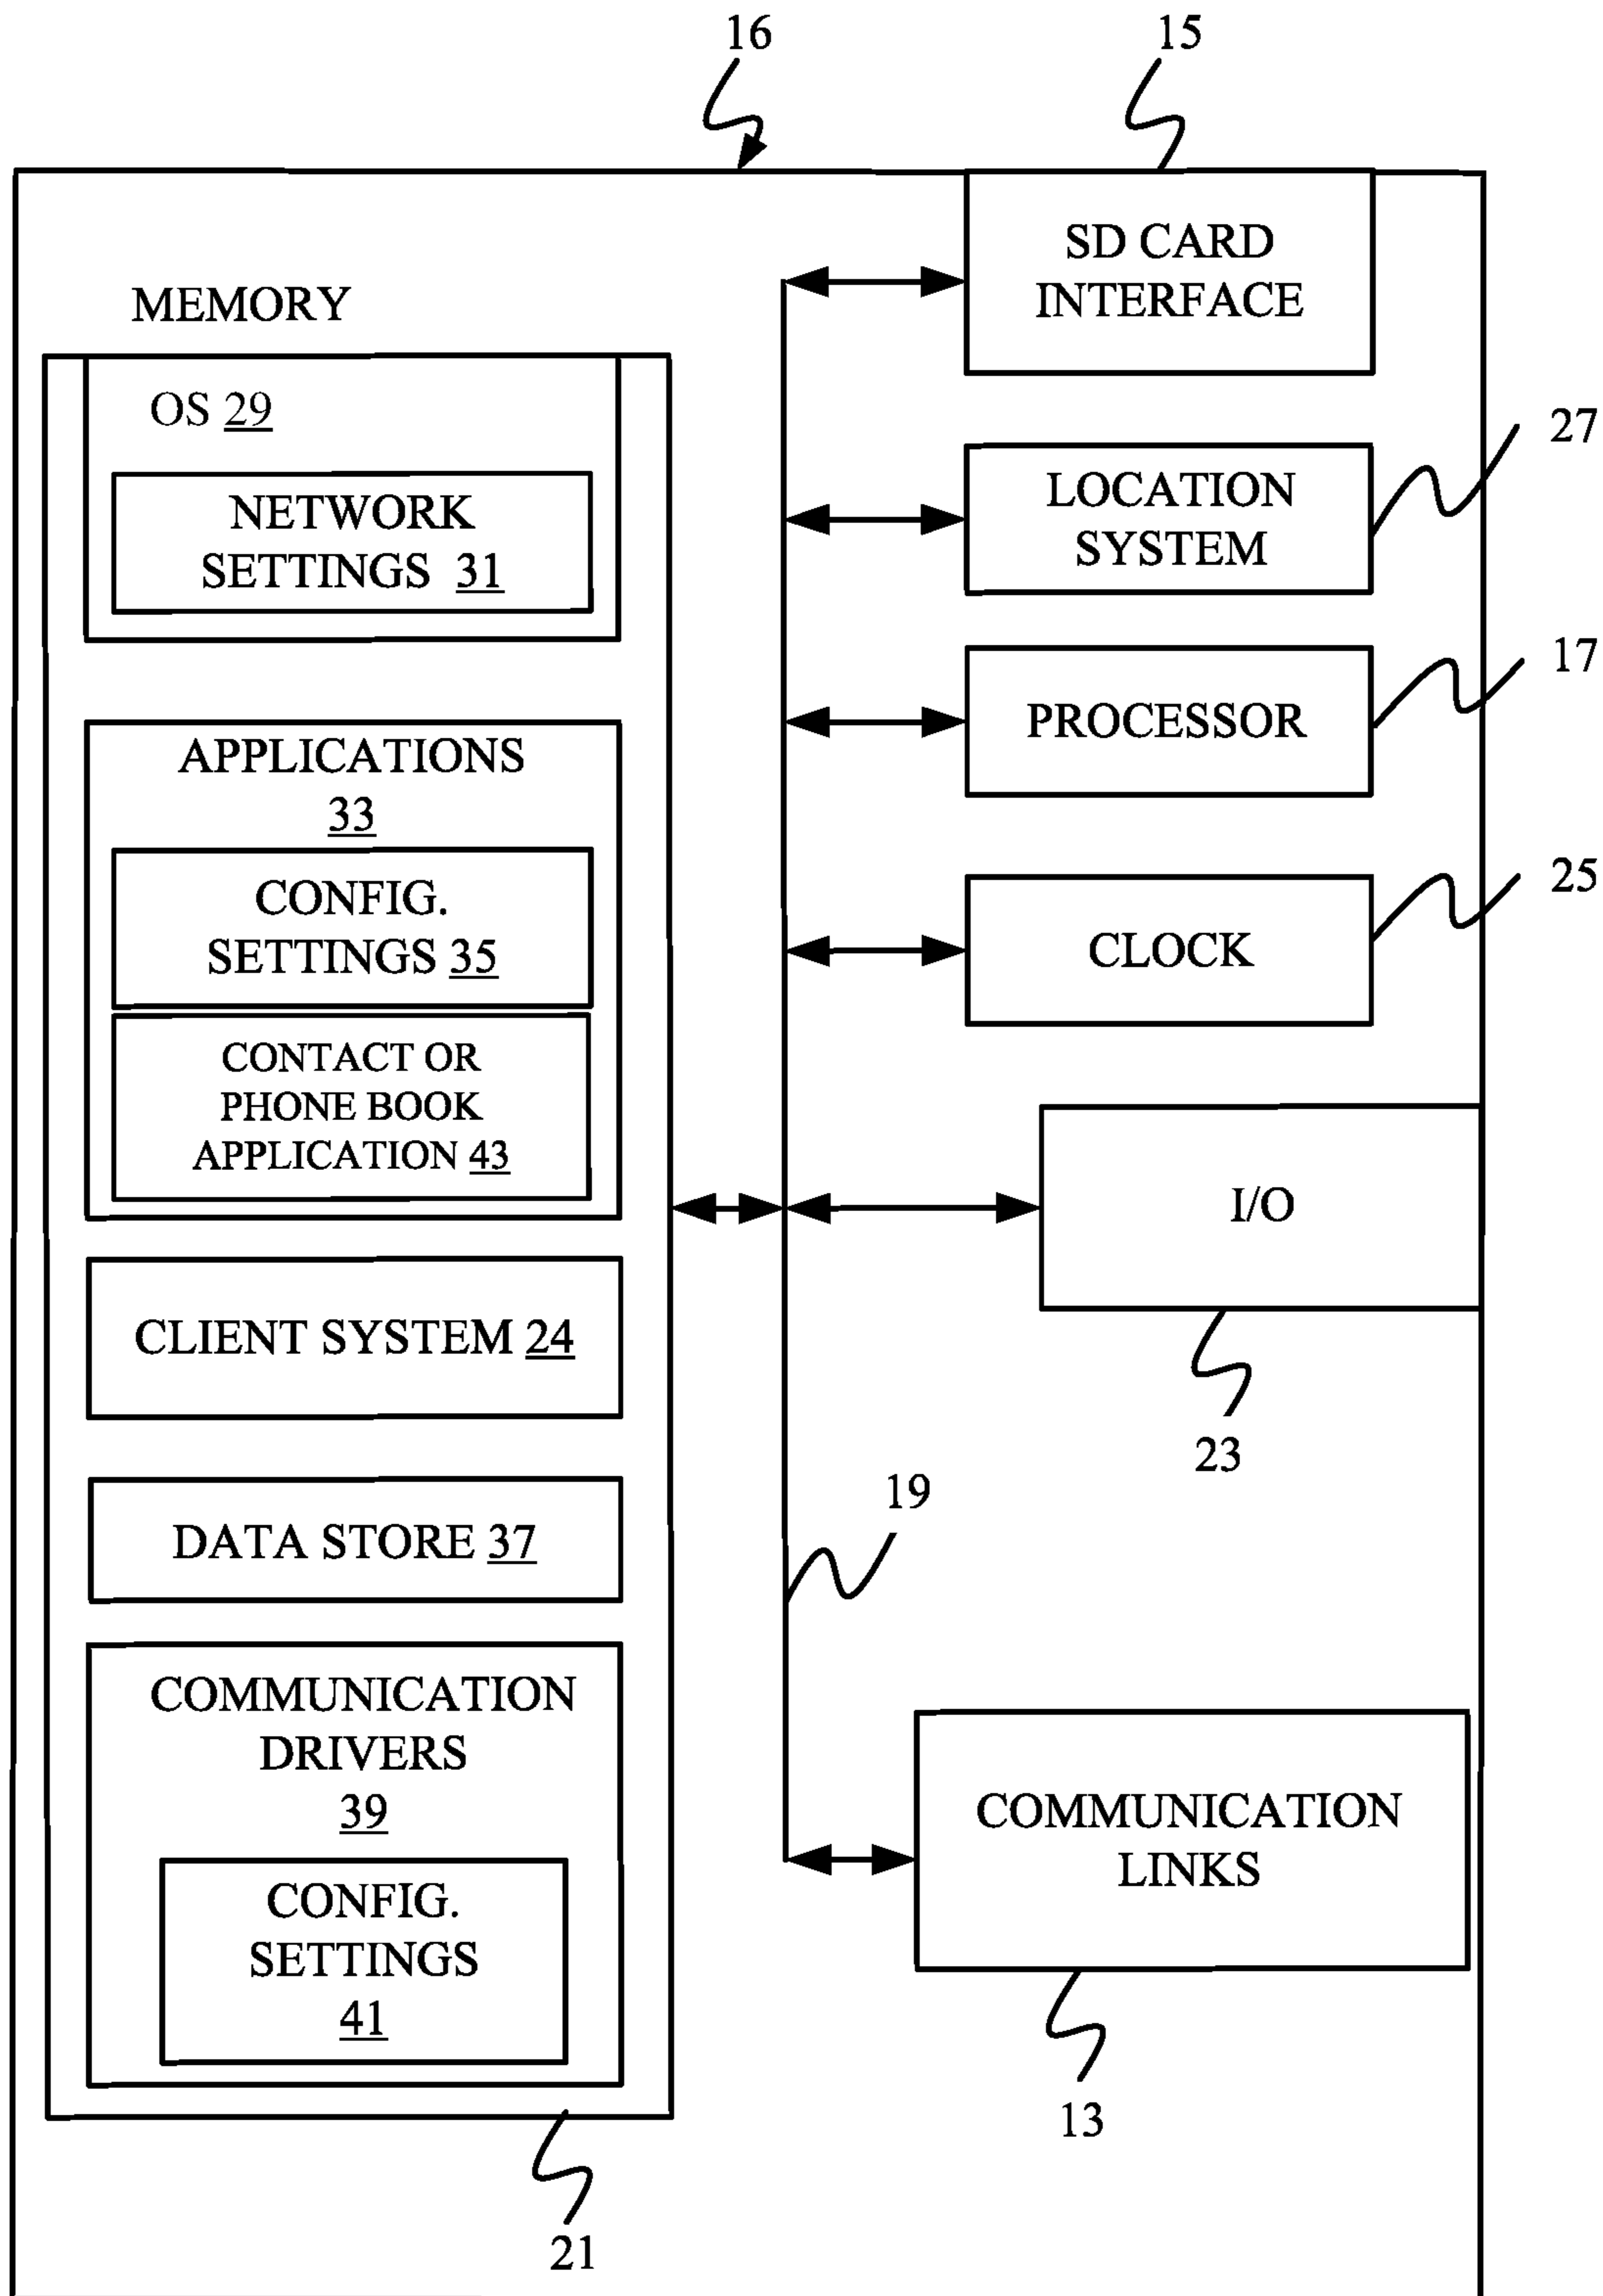 16
15
MEMORY
OS 29
NETWORK
SETTINGS 31
APPLICATIONS
33
CONFIG.
SETTINGS 35
CONTACT OR
PHONE BOOK
APPLICATION 43
CLIENT SYSTEM 24
DATA STORE 37
COMMUNICATION
DRIVERS
39
CONFIG.
SETTINGS
41
21
SD CARD
INTERFACE
LOCATION
SYSTEM
27
PROCESSOR
17
CLOCK
25
I/O
23
19
COMMUNICATION
LINKS
13